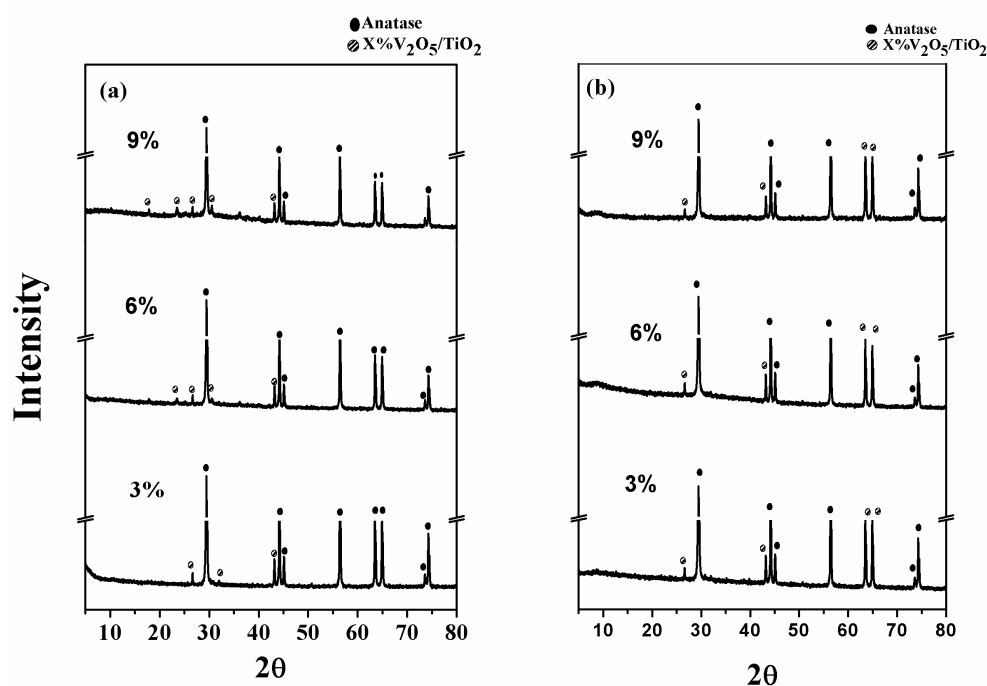 Anatase
X%V₂O₅/TiO₂
(a)
9%
6%
3%
Intensity
10 20 30 40 50 60 70 80
2θ
Anatase
X%V₂O₅/TiO₂
(b)
9%
6%
3%
10 20 30 40 50 60 70 80
2θ